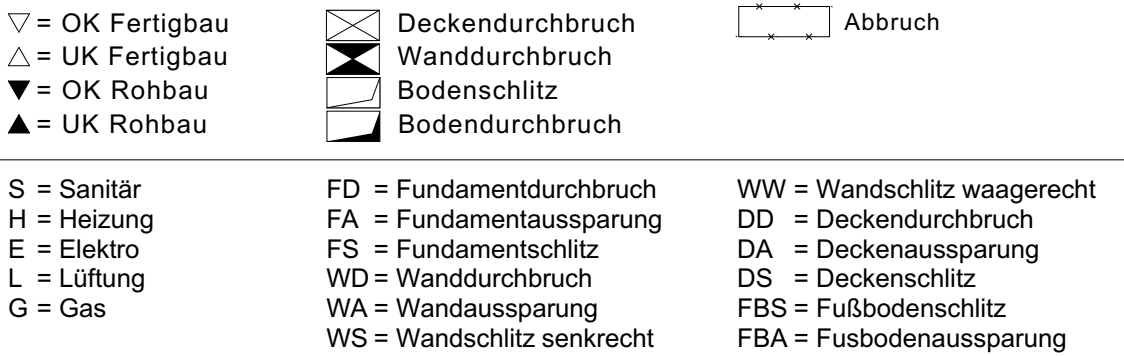 ▽ = OK Fertigbau
△ = UK Fertigbau
▼ = OK Rohbau
▲ = UK Rohbau
Deckendurchbruch
Wanddurchbruch
Bodenschlitz
Bodendurchbruch
Abbruch
S = Sanitär
H = Heizung
E = Elektro
L = Lüftung
G = Gas
FD = Fundamentdurchbruch
FA = Fundamentaussparung
FS = Fundamentschlitz
WD = Wanddurchbruch
WA = Wandaussparung
WS = Wandschlitz senkrecht
WW = Wandschlitz waagerecht
DD = Deckendurchbruch
DA = Deckenaussparung
DS = Deckenschlitz
FBS = Fußbodenschlitz
FBA = Fusbodenaussparung